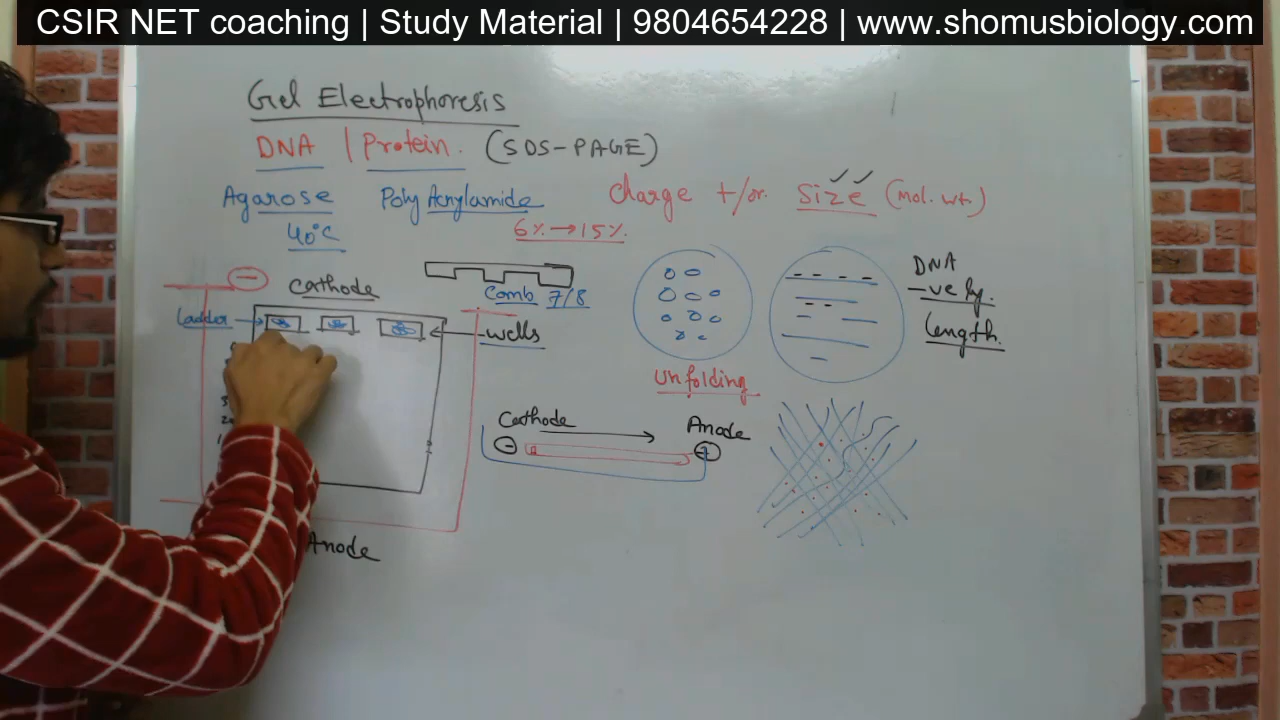 CSIR NET coaching | Study Material | 9804654228 | www.shomusbiology.com
Gel Electrophoresis
DNA | Protein. (SDS-PAGE)
Agarose Poly Acrylamide Charge +/or. Size (mol. wt.)
40°C 6% → 15%.
− Cathode
Comb 7/8
DNA
-ve
length.
Ladder
wells
Unfolding
Cathode Anode
− +
Anode